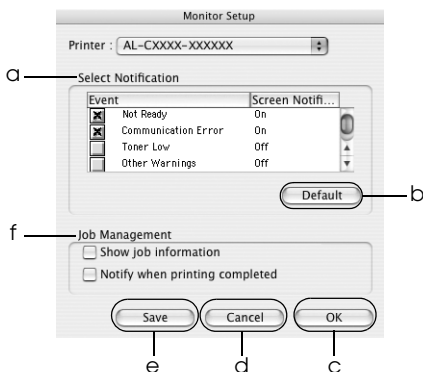 Monitor Setup
Printer : AL-CXXXX-XXXXXX
a
Select Notification
Event Screen Notifi...
Not Ready On
Communication Error On
Toner Low Off
Other Warnings Off
Default b
f
Job Management
Show job information
Notify when printing completed
Save Cancel OK
e d c